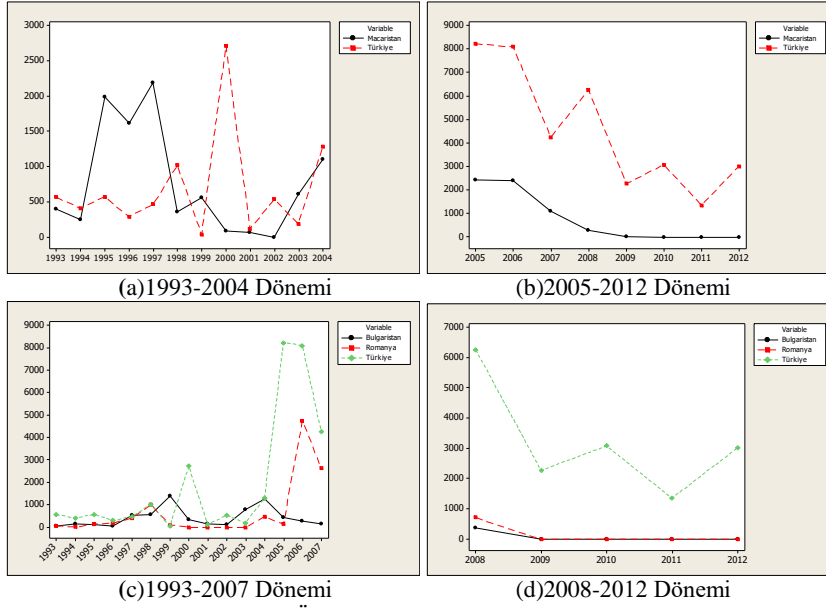 3000
2500
2000
1500
1000
500
0
1993 1994 1995 1996 1997 1998 1999 2000 2001 2002 2003 2004
Variable
Macaristan
Türkiye
(a)1993-2004 Dönemi
9000
8000
7000
6000
5000
4000
3000
2000
1000
0
2005 2006 2007 2008 2009 2010 2011 2012
Variable
Macaristan
Türkiye
(b)2005-2012 Dönemi
9000
8000
7000
6000
5000
4000
3000
2000
1000
0
1993 1994 1995 1996 1997 1998 1999 2000 2001 2002 2003 2004 2005 2006 2007
Variable
Bulgaristan
Romanya
Türkiye
(c)1993-2007 Dönemi
7000
6000
5000
4000
3000
2000
1000
0
2008 2009 2010 2011 2012
Variable
Bulgaristan
Romanya
Türkiye
(d)2008-2012 Dönemi